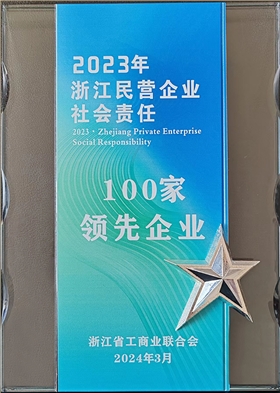 2023年
浙江民营企业
社会责任
2023·Zhejiang Private Enterprise
Social Responsibility
100家
领先企业
浙江省工商业联合会
2024年3月